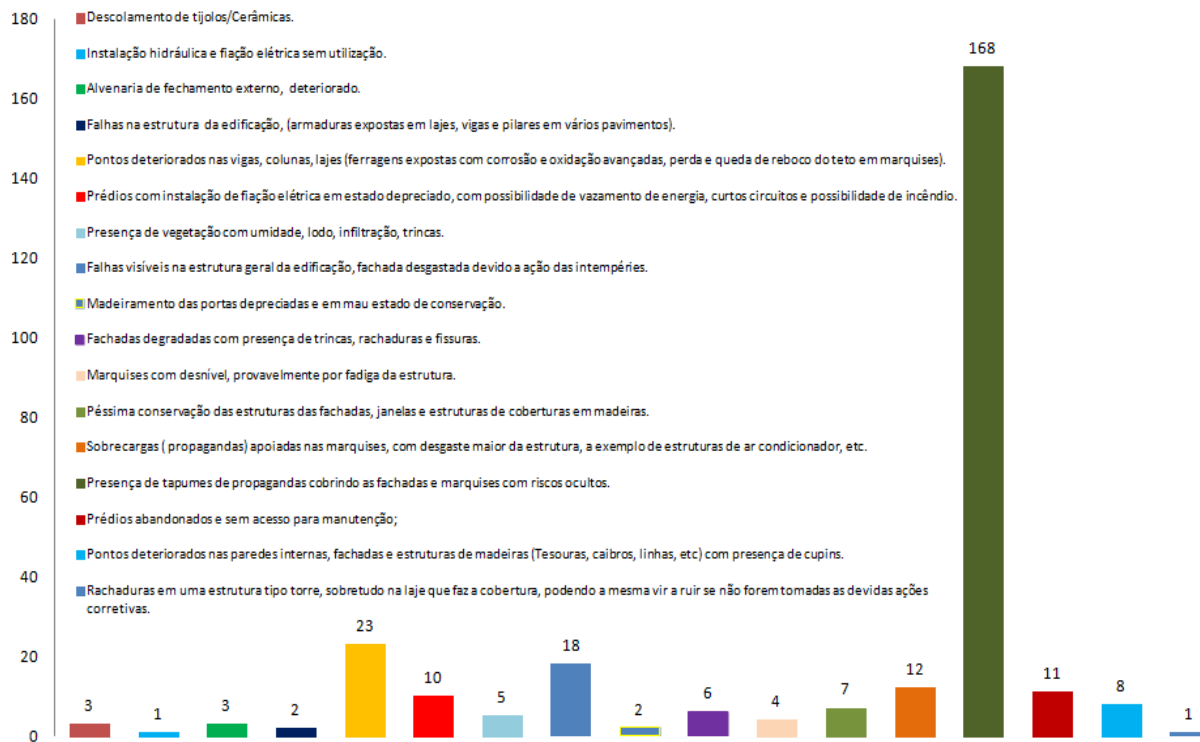 180
160
140
120
100
80
60
40
20
0
Descolamento de tijolos/Cerâmicas.
Instalação hidráulica e fiação elétrica sem utilização.
Alvenaria de fechamento externo, deteriorado.
Falhas na estrutura da edificação, (armaduras expostas em lajes, vigas e pilares em vários pavimentos).
Pontos deteriorados nas vigas, colunas, lajes (ferragens expostas com corrosão e oxidação avançadas, perda e queda de reboco do teto em marquises).
Prédios com instalação de fiação elétrica em estado depreciado, com possibilidade de vazamento de energia, curtos circuitos e possibilidade de incêndio.
Presença de vegetação com umidade, lodo, infiltração, trincas.
Falhas visíveis na estrutura geral da edificação, fachada desgastada devido a ação das intempéries.
Madeiramento das portas depreciadas e em mau estado de conservação.
Fachadas degradadas com presença de trincas, rachaduras e fissuras.
Marquises com desnível, provavelmente por fadiga da estrutura.
Péssima conservação das estruturas das fachadas, janelas e estruturas de coberturas em madeiras.
Sobrecargas ( propagandas) apoiadas nas marquises, com desgaste maior da estrutura, a exemplo de estruturas de ar condicionador, etc.
Presença de tapumes de propagandas cobrindo as fachadas e marquises com riscos ocultos.
Prédios abandonados e sem acesso para manutenção;
Pontos deteriorados nas paredes internas, fachadas e estruturas de madeiras (Tesouras, caibros, linhas, etc) com presença de cupins.
Rachaduras em uma estrutura tipo torre, sobretudo na laje que faz a cobertura, podendo a mesma vir a ruir se não forem tomadas as devidas ações
corretivas.
3
1
3
2
23
10
5
18
2
6
4
7
12
168
11
8
1